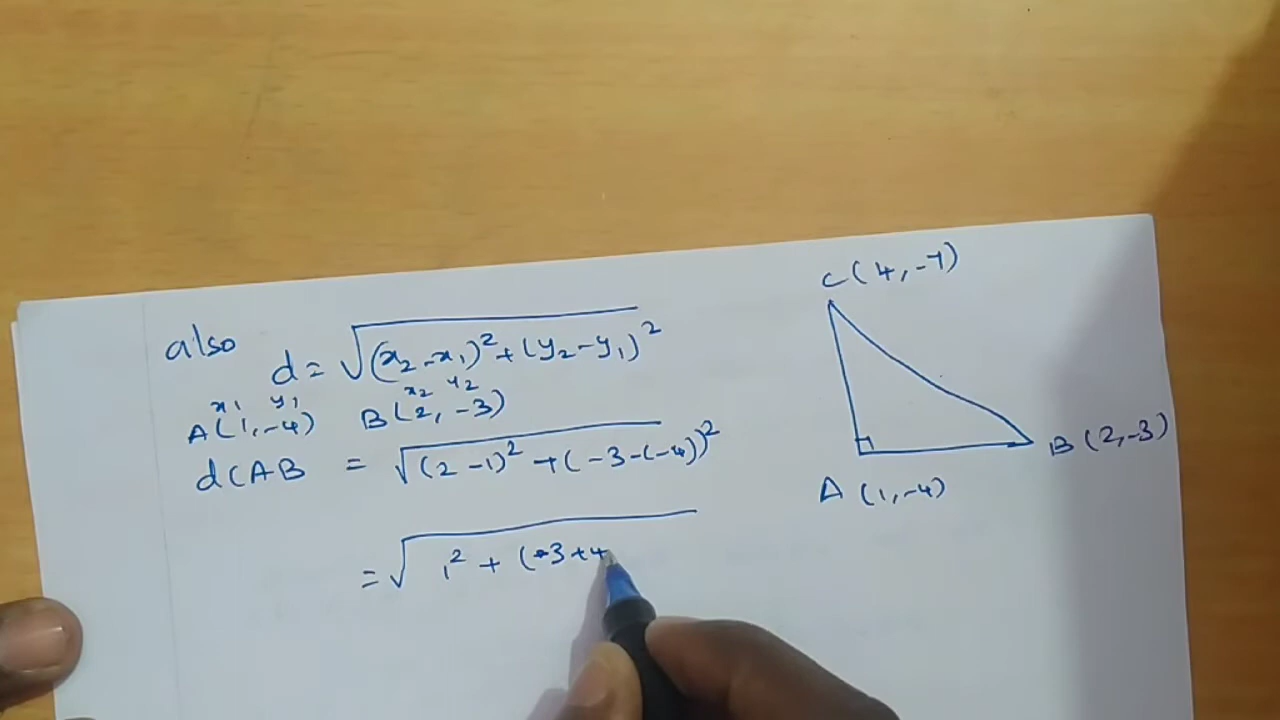 C(4,-7)
also
d = √(x₂-x₁)² + (y₂-y₁)²
x₁ y₁ x₂ y₂
A(1,-4) B(2,-3)
d(AB = √(2-1)² + (-3-(-4))²
B(2,-3)
A(1,-4)
= √1² + (-3+4